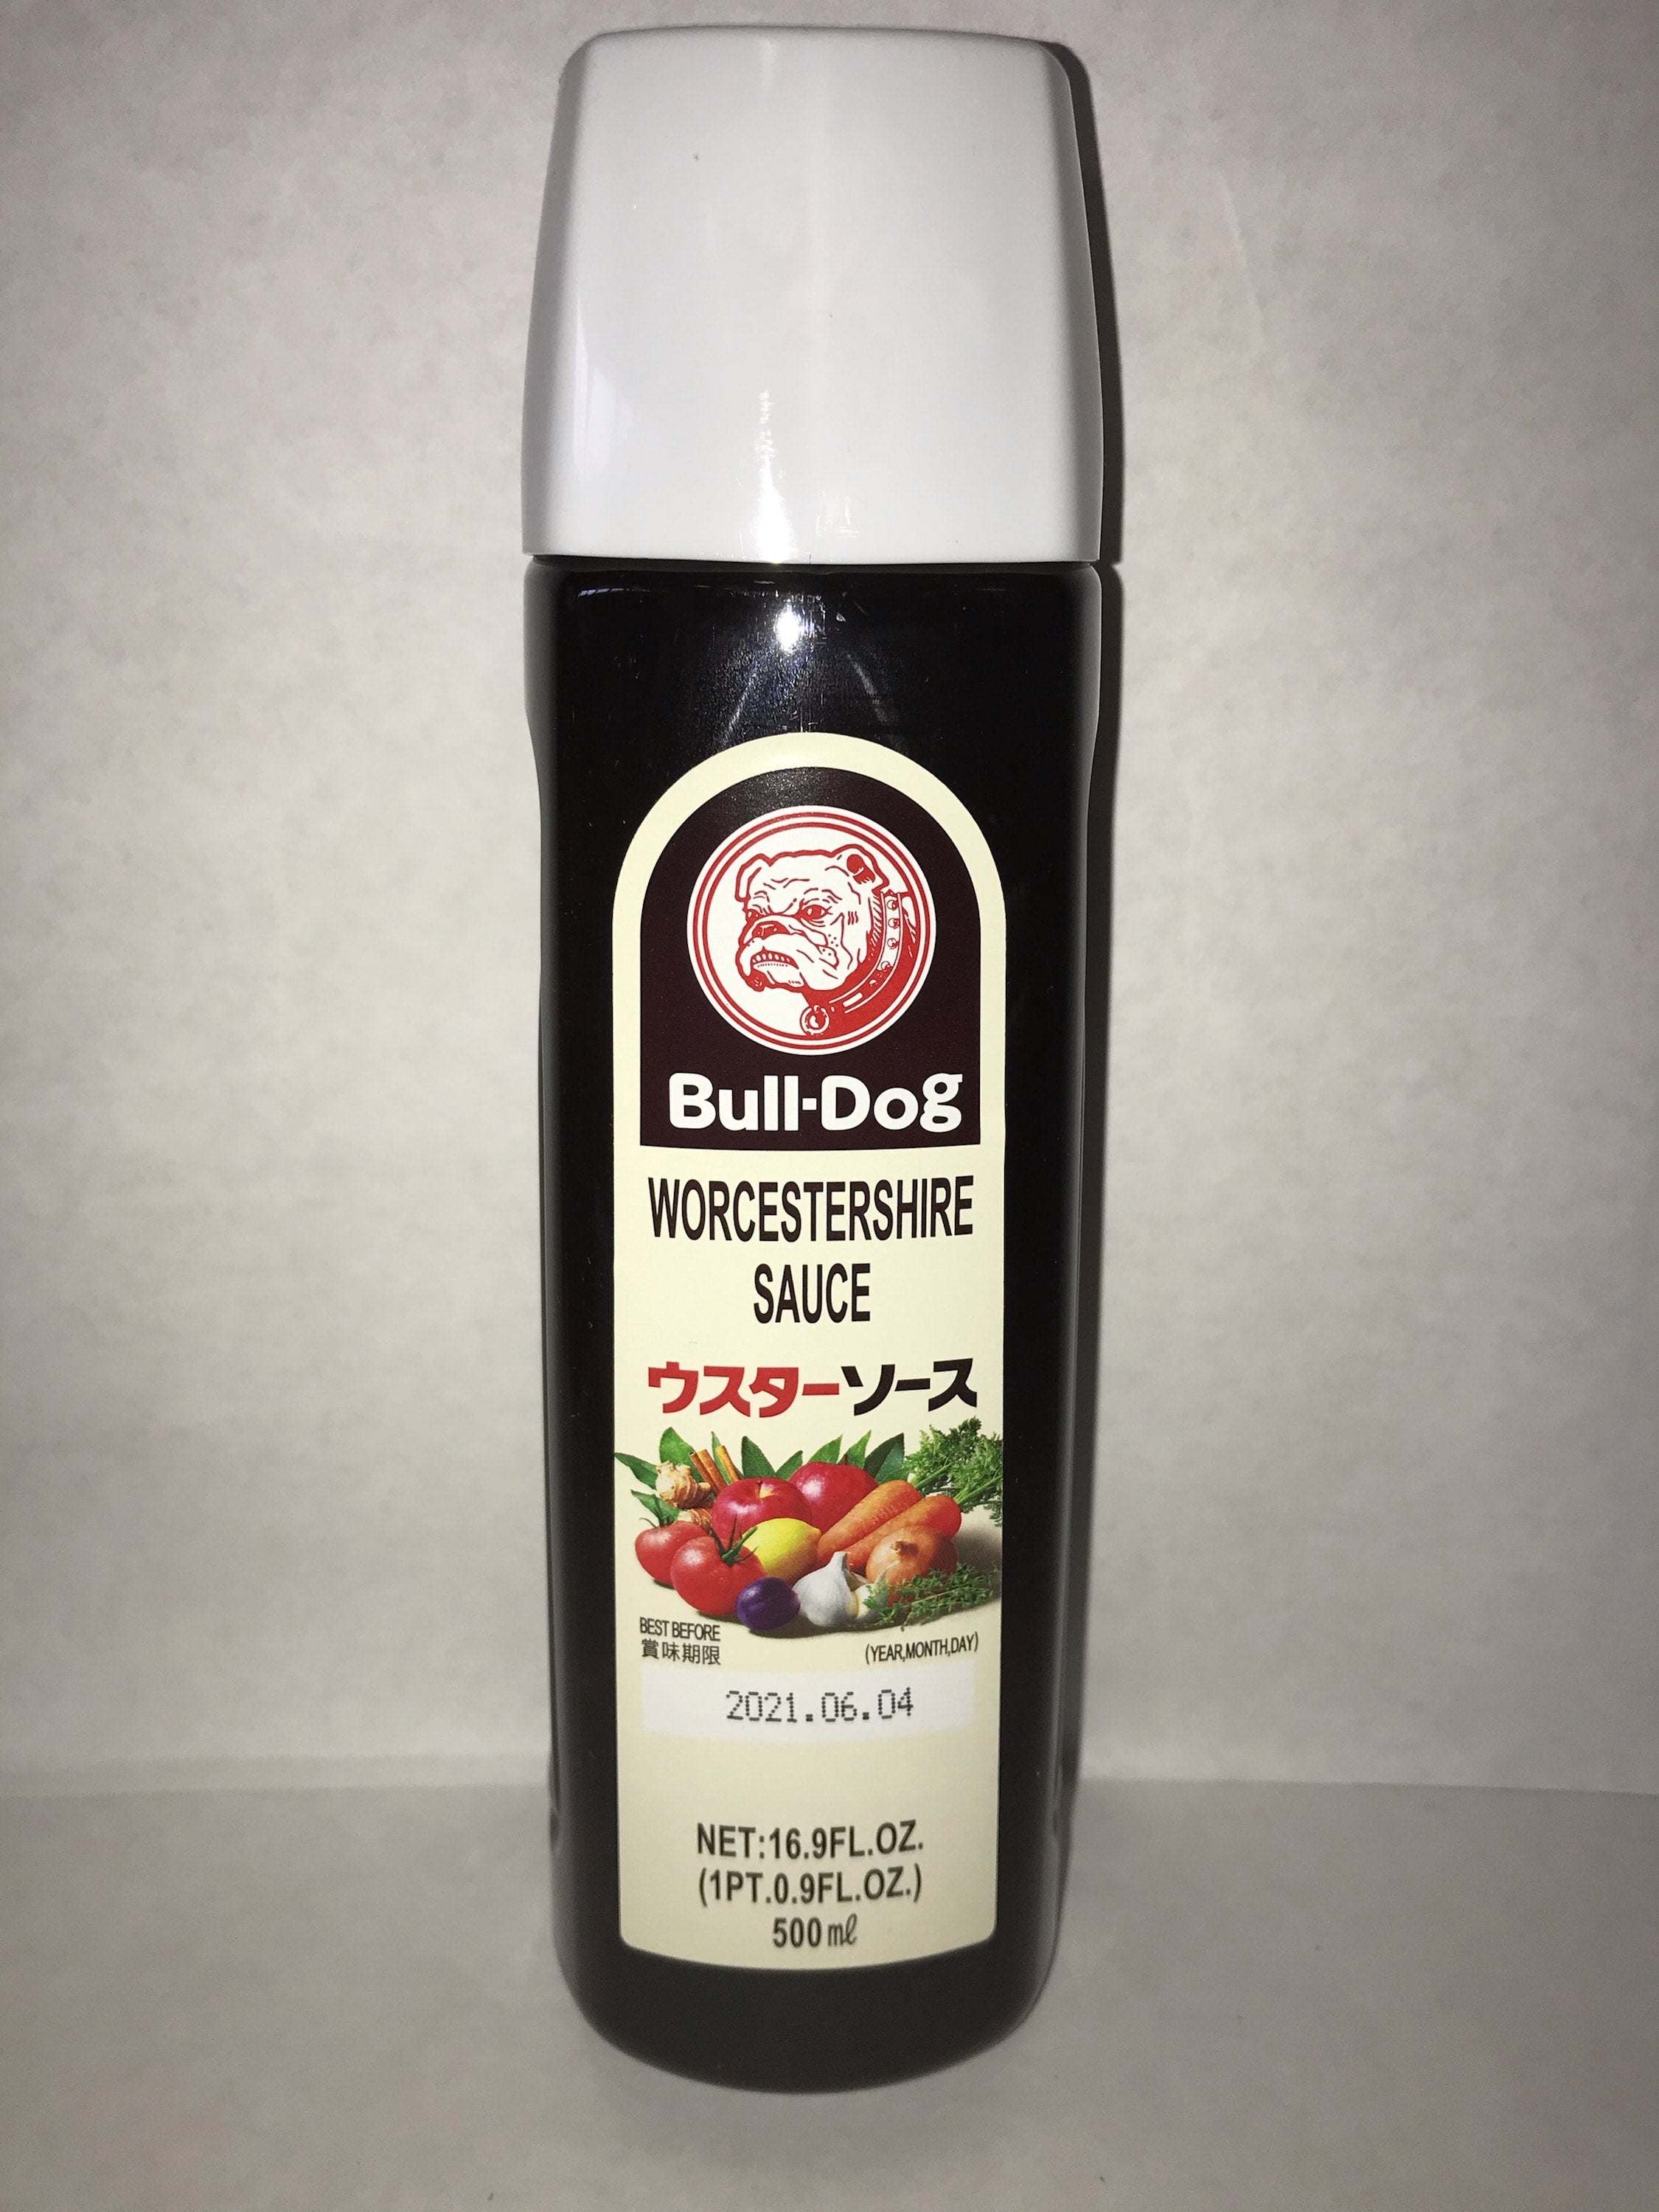 Bull-Dog
WORCESTERSHIRE
SAUCE
ウスターソース
BEST BEFORE
賞味期限
(YEAR,MONTH,DAY)
2021.06.04
NET:16.9FL.OZ.
(1PT.0.9FL.OZ.)
500ml